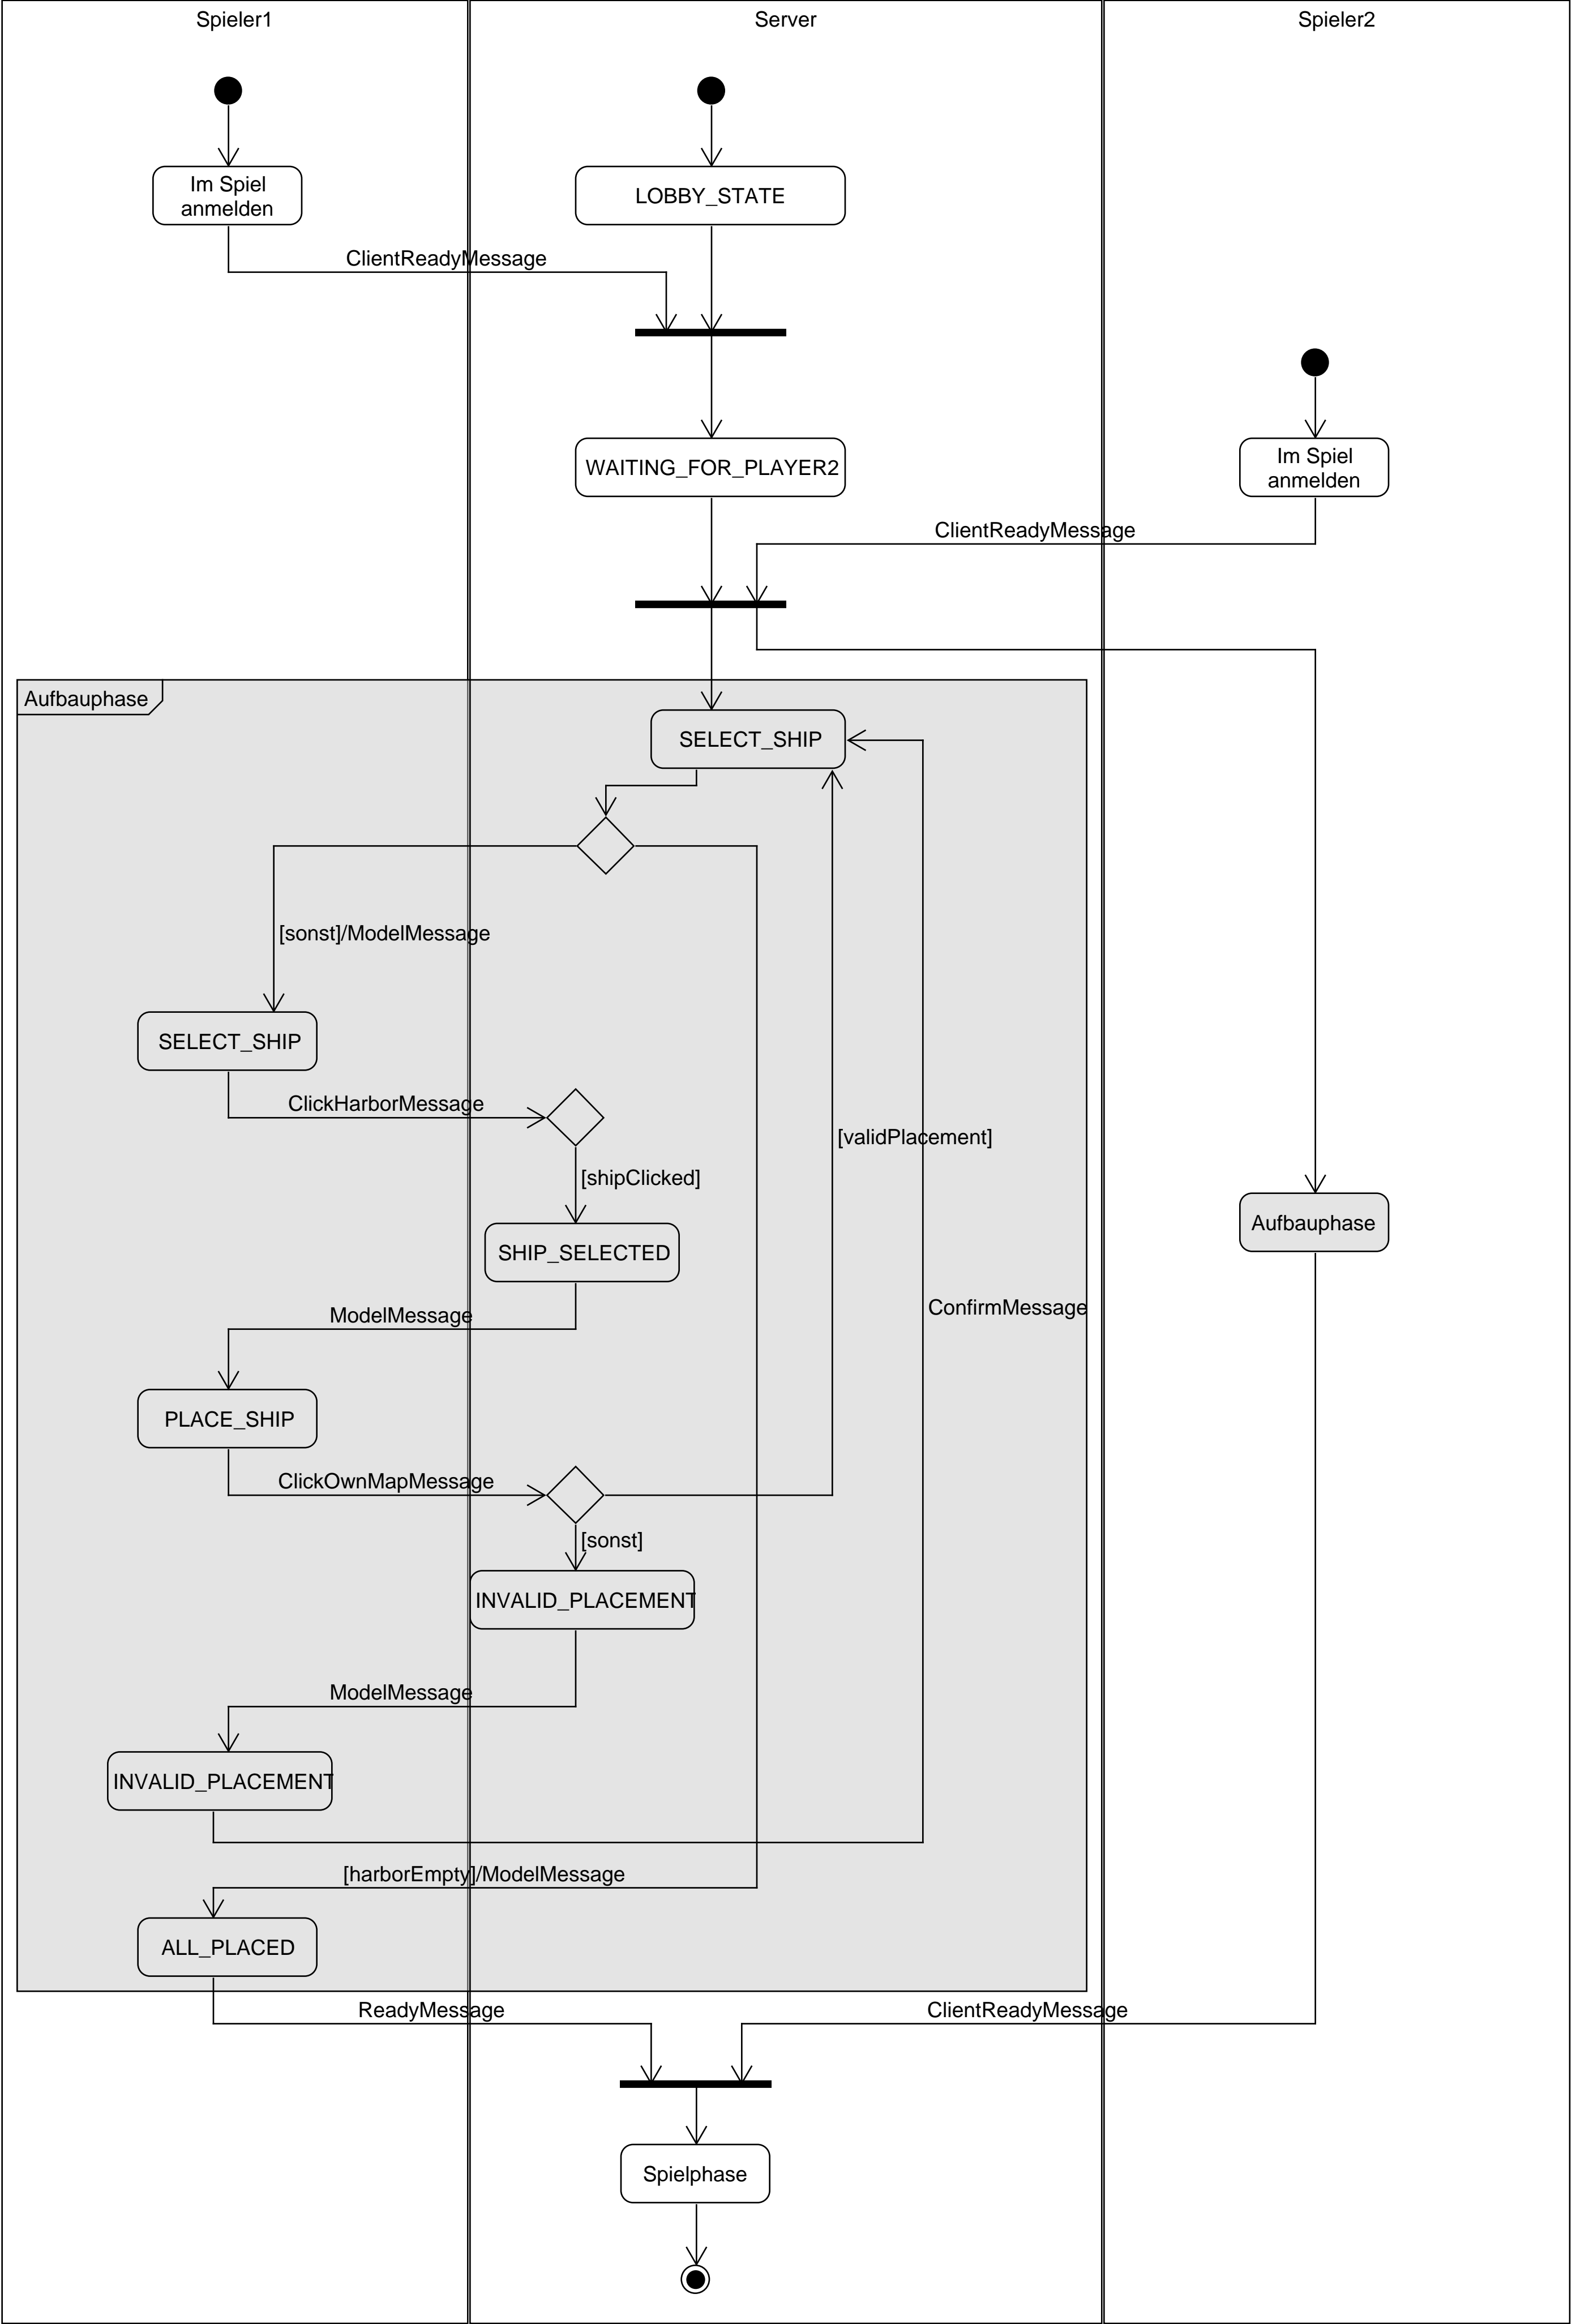 Spieler1
Server
Spieler2
Im Spiel
anmelden
LOBBY_STATE
ClientReadyMessage
WAITING_FOR_PLAYER2
Im Spiel
anmelden
ClientReadyMessage
Aufbauphase
SELECT_SHIP
[sonst]/ModelMessage
SELECT_SHIP
ClickHarborMessage
[validPlacement]
[shipClicked]
Aufbauphase
SHIP_SELECTED
ConfirmMessage
ModelMessage
PLACE_SHIP
ClickOwnMapMessage
[sonst]
INVALID_PLACEMENT
ModelMessage
INVALID_PLACEMENT
[harborEmpty]/ModelMessage
ALL_PLACED
ReadyMessage
ClientReadyMessage
Spielphase